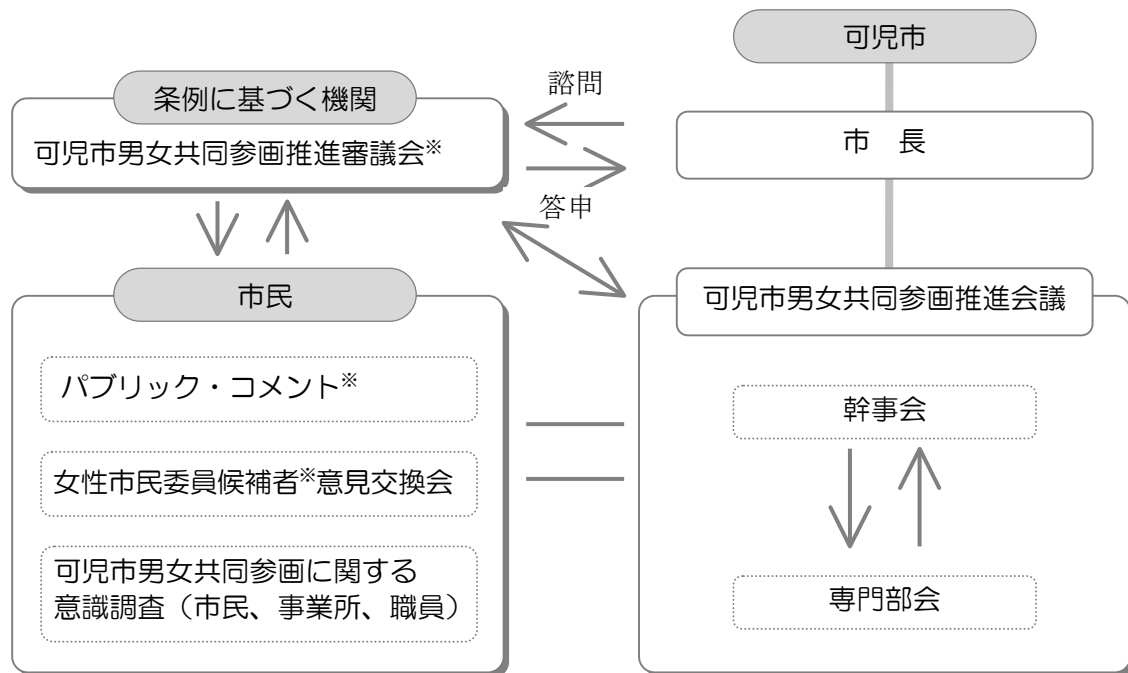 可児市
条例に基づく機関
可児市男女共同参画推進審議会※
諮問
答申
市　長
市民
パブリック・コメント※
女性市民委員候補者※意見交換会
可児市男女共同参画に関する
意識調査（市民、事業所、職員）
可児市男女共同参画推進会議
幹事会
専門部会